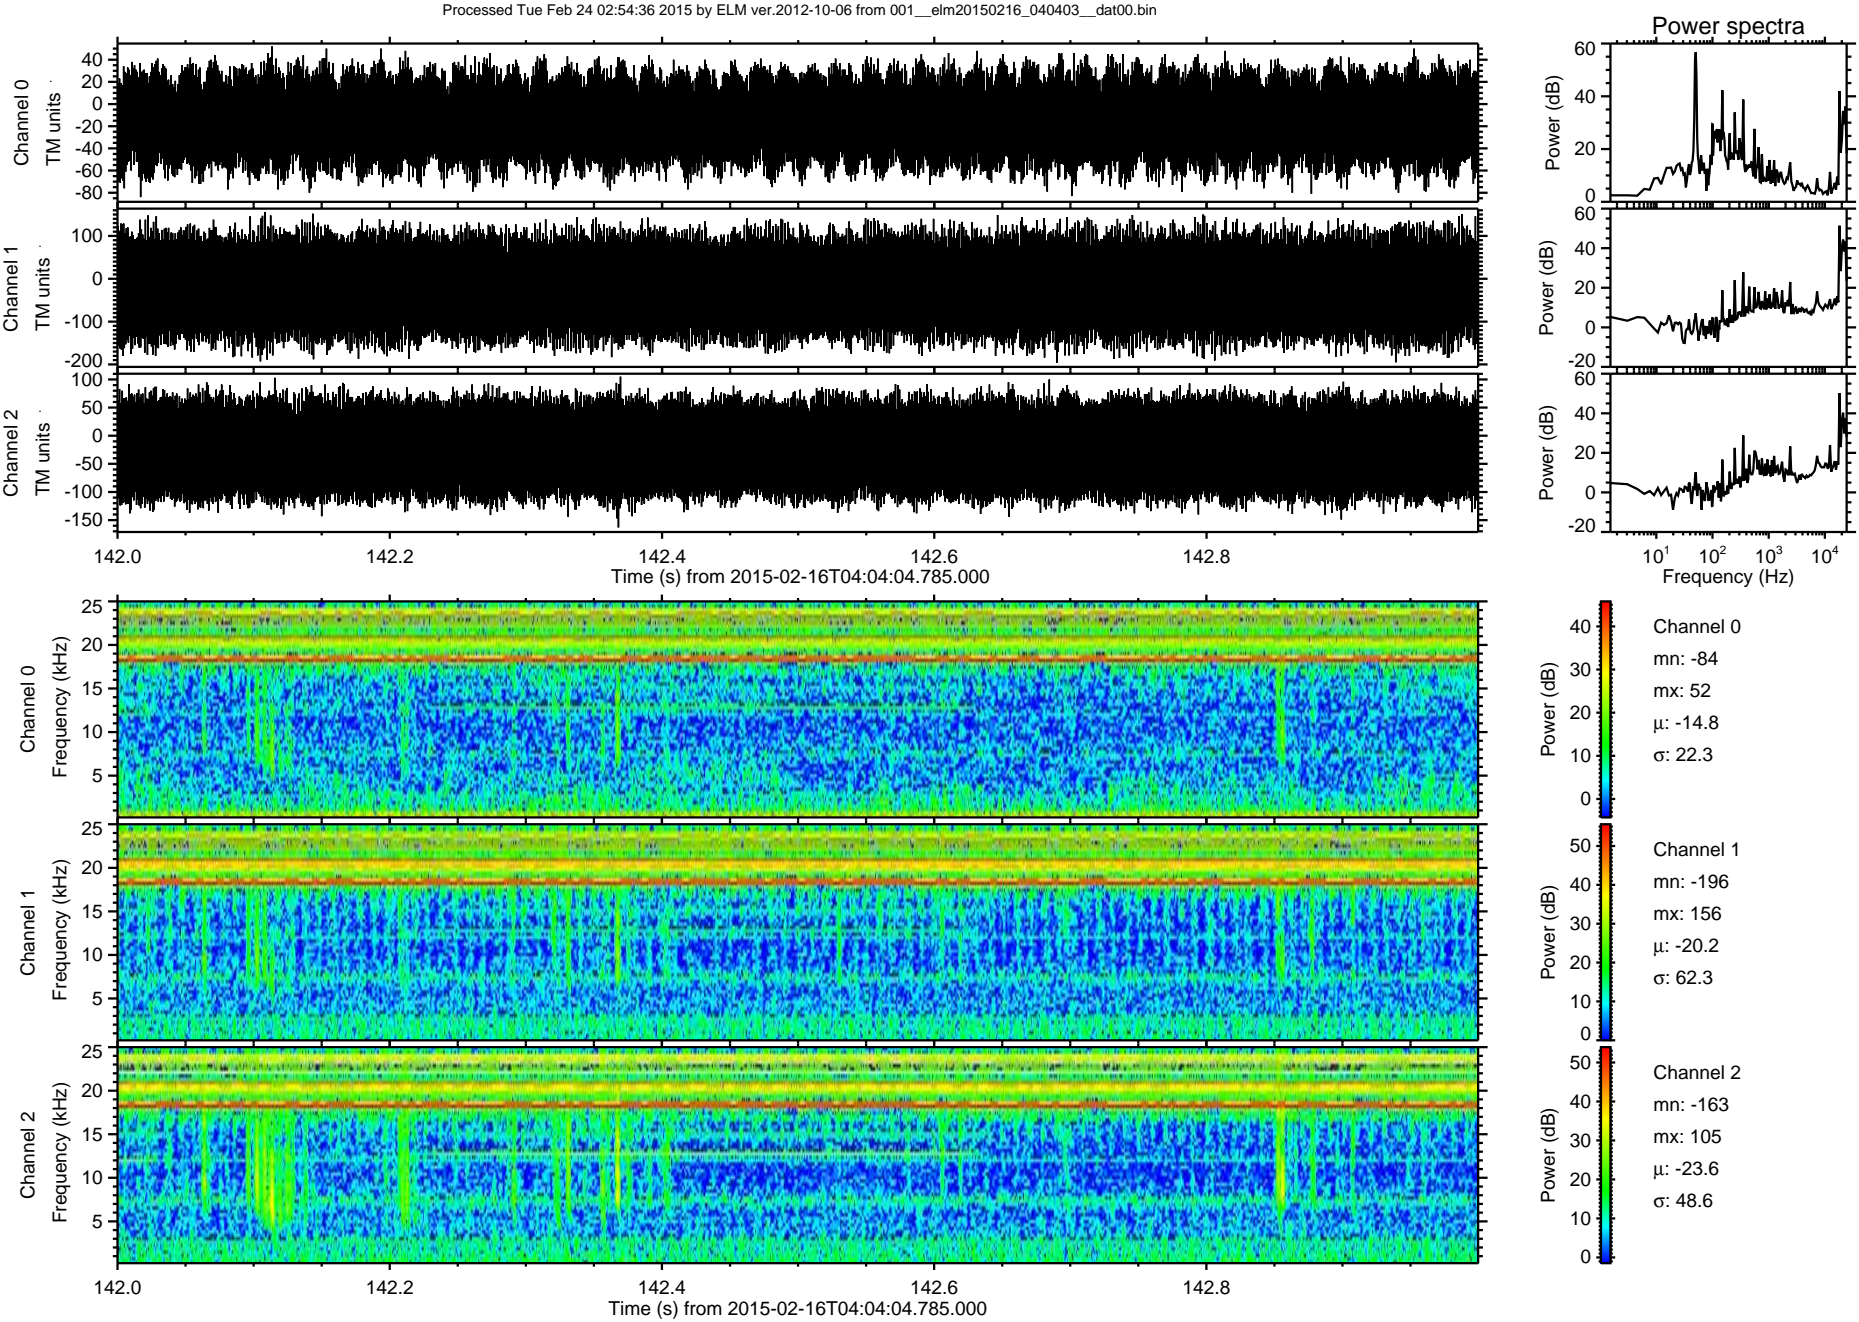 Processed Tue Feb 24 02:54:36 2015 by ELM ver.2012-10-06 from 001__elm20150216_040403__dat00.bin
Power spectra
Channel 0
TM units
40
20
0
-20
-40
-60
-80
Power (dB)
60
40
20
0
Channel 1
TM units
100
0
-100
-200
Power (dB)
60
40
20
0
-20
Channel 2
TM units
100
50
0
-50
-100
-150
Power (dB)
60
40
20
0
-20
142.0 142.2 142.4 142.6 142.8
Time (s) from 2015-02-16T04:04:04.785.000
10^1 10^2 10^3 10^4
Frequency (Hz)
Channel 0
Frequency (kHz)
25
20
15
10
5
Power (dB)
40
30
20
10
0
Channel 0
mn: -84
mx: 52
μ: -14.8
σ: 22.3
Channel 1
Frequency (kHz)
25
20
15
10
5
Power (dB)
50
40
30
20
10
0
Channel 1
mn: -196
mx: 156
μ: -20.2
σ: 62.3
Channel 2
Frequency (kHz)
25
20
15
10
5
Power (dB)
50
40
30
20
10
0
Channel 2
mn: -163
mx: 105
μ: -23.6
σ: 48.6
142.0 142.2 142.4 142.6 142.8
Time (s) from 2015-02-16T04:04:04.785.000